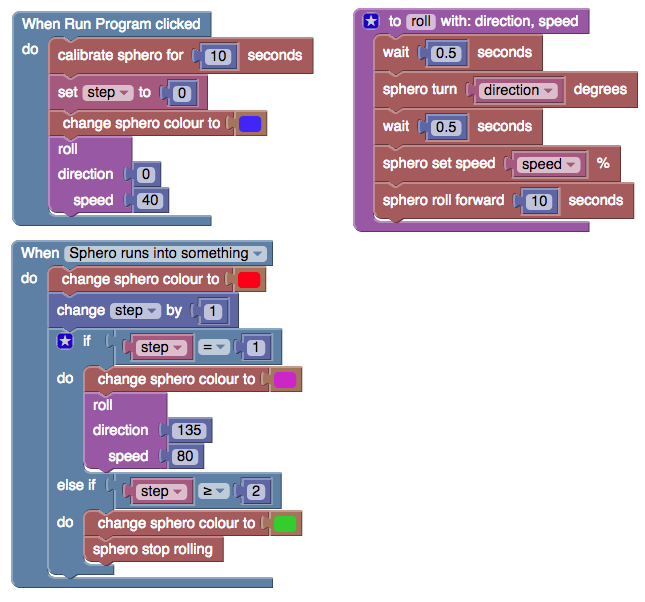 When Run Program clicked
do calibrate sphero for 10 seconds
set step to 0
change sphero colour to
roll
direction 0
speed 40
to roll with: direction, speed
wait 0.5 seconds
sphero turn direction degrees
wait 0.5 seconds
sphero set speed speed %
sphero roll forward 10 seconds
When Sphero runs into something
do change sphero colour to
change step by 1
if step = 1
do change sphero colour to
roll
direction 135
speed 80
else if step ≥ 2
do change sphero colour to
sphero stop rolling